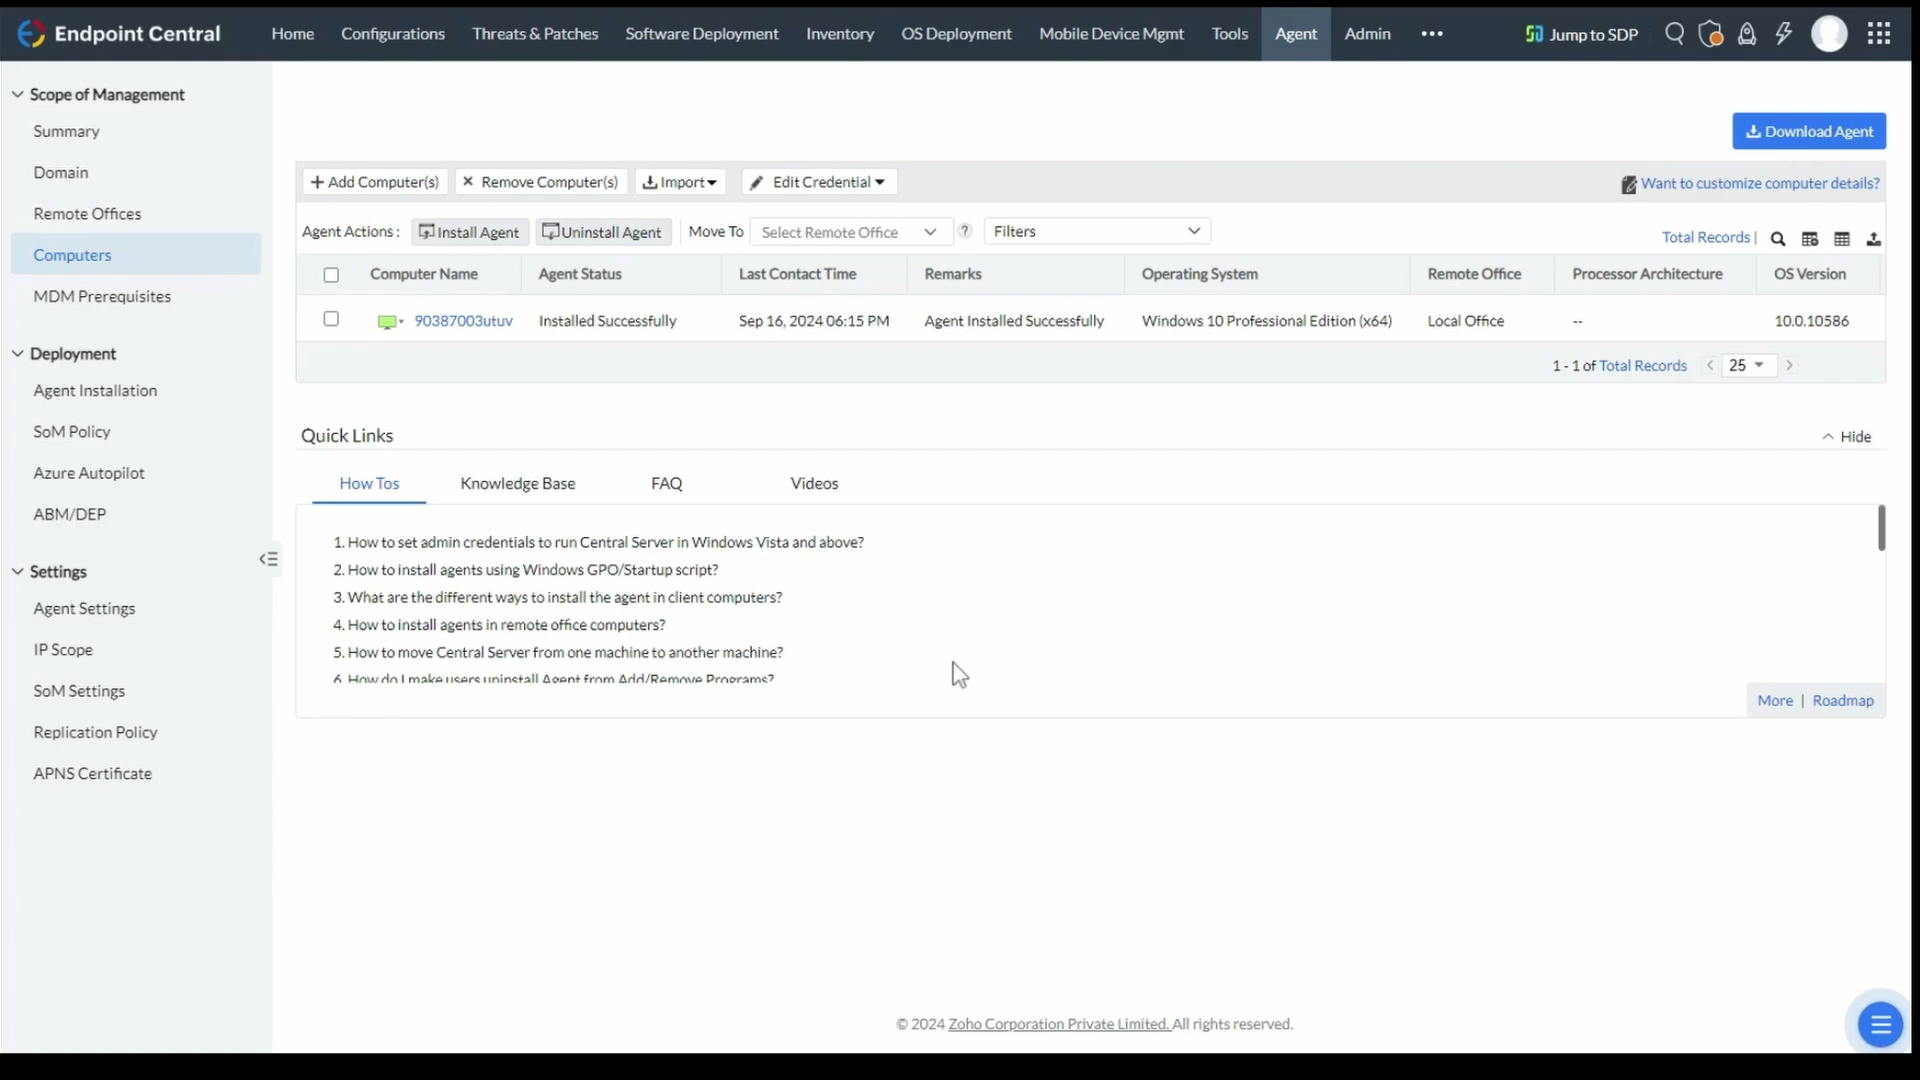 Endpoint Central Home Configurations Threats & Patches Software Deployment Inventory OS Deployment Mobile Device Mgmt Tools Agent Admin ••• Jump to SDP
Scope of Management
Summary
Domain
Remote Offices
Computers
MDM Prerequisites
Deployment
Agent Installation
SoM Policy
Azure Autopilot
ABM/DEP
Settings
Agent Settings
IP Scope
SoM Settings
Replication Policy
APNS Certificate
Download Agent
+ Add Computer(s) × Remove Computer(s) Import Edit Credential Want to customize computer details?
Agent Actions : Install Agent Uninstall Agent Move To Select Remote Office ? Filters
Total Records |
Computer Name Agent Status Last Contact Time Remarks Operating System Remote Office Processor Architecture OS Version
90387003utuv Installed Successfully Sep 16, 2024 06:15 PM Agent Installed Successfully Windows 10 Professional Edition (x64) Local Office -- 10.0.10586
1 - 1 of Total Records < 25 >
Quick Links Hide
How Tos Knowledge Base FAQ Videos
1. How to set admin credentials to run Central Server in Windows Vista and above?
2. How to install agents using Windows GPO/Startup script?
3. What are the different ways to install the agent in client computers?
4. How to install agents in remote office computers?
5. How to move Central Server from one machine to another machine?
6. How do I make users uninstall Agent from Add/Remove Programs?
More | Roadmap
© 2024 Zoho Corporation Private Limited. All rights reserved.